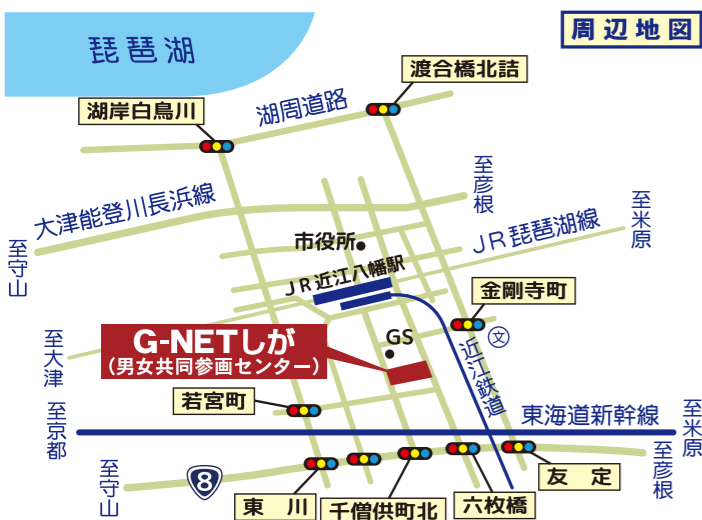 周辺地図
琵琶湖
渡合橋北詰
湖岸白鳥川
湖周道路
至彦根
大津能登川長浜線
至守山
至米原
JR琵琶湖線
市役所
JR近江八幡駅
金剛寺町
文
G-NETしが
(男女共同参画センター)
GS
近江鉄道
至大津
若宮町
至京都
東海道新幹線
至米原
至守山
8
東 川
千僧供町北
六枚橋
友 定
至彦根